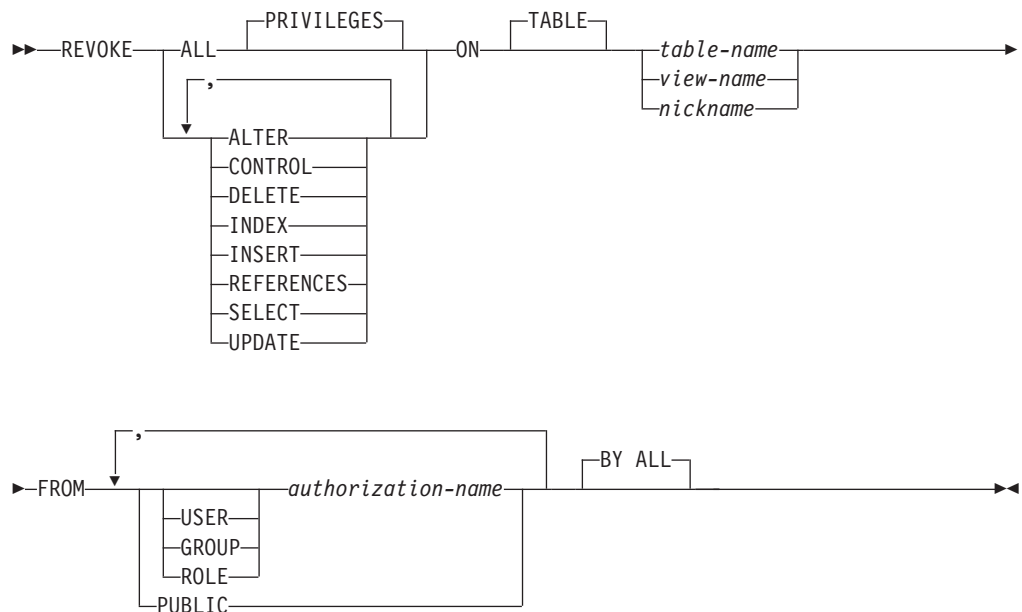 PRIVILEGES TABLE
REVOKE ALL ON table-name
, view-name
nickname
ALTER
CONTROL
DELETE
INDEX
INSERT
REFERENCES
SELECT
UPDATE
,
BY ALL
FROM authorization-name
USER
GROUP
ROLE
PUBLIC